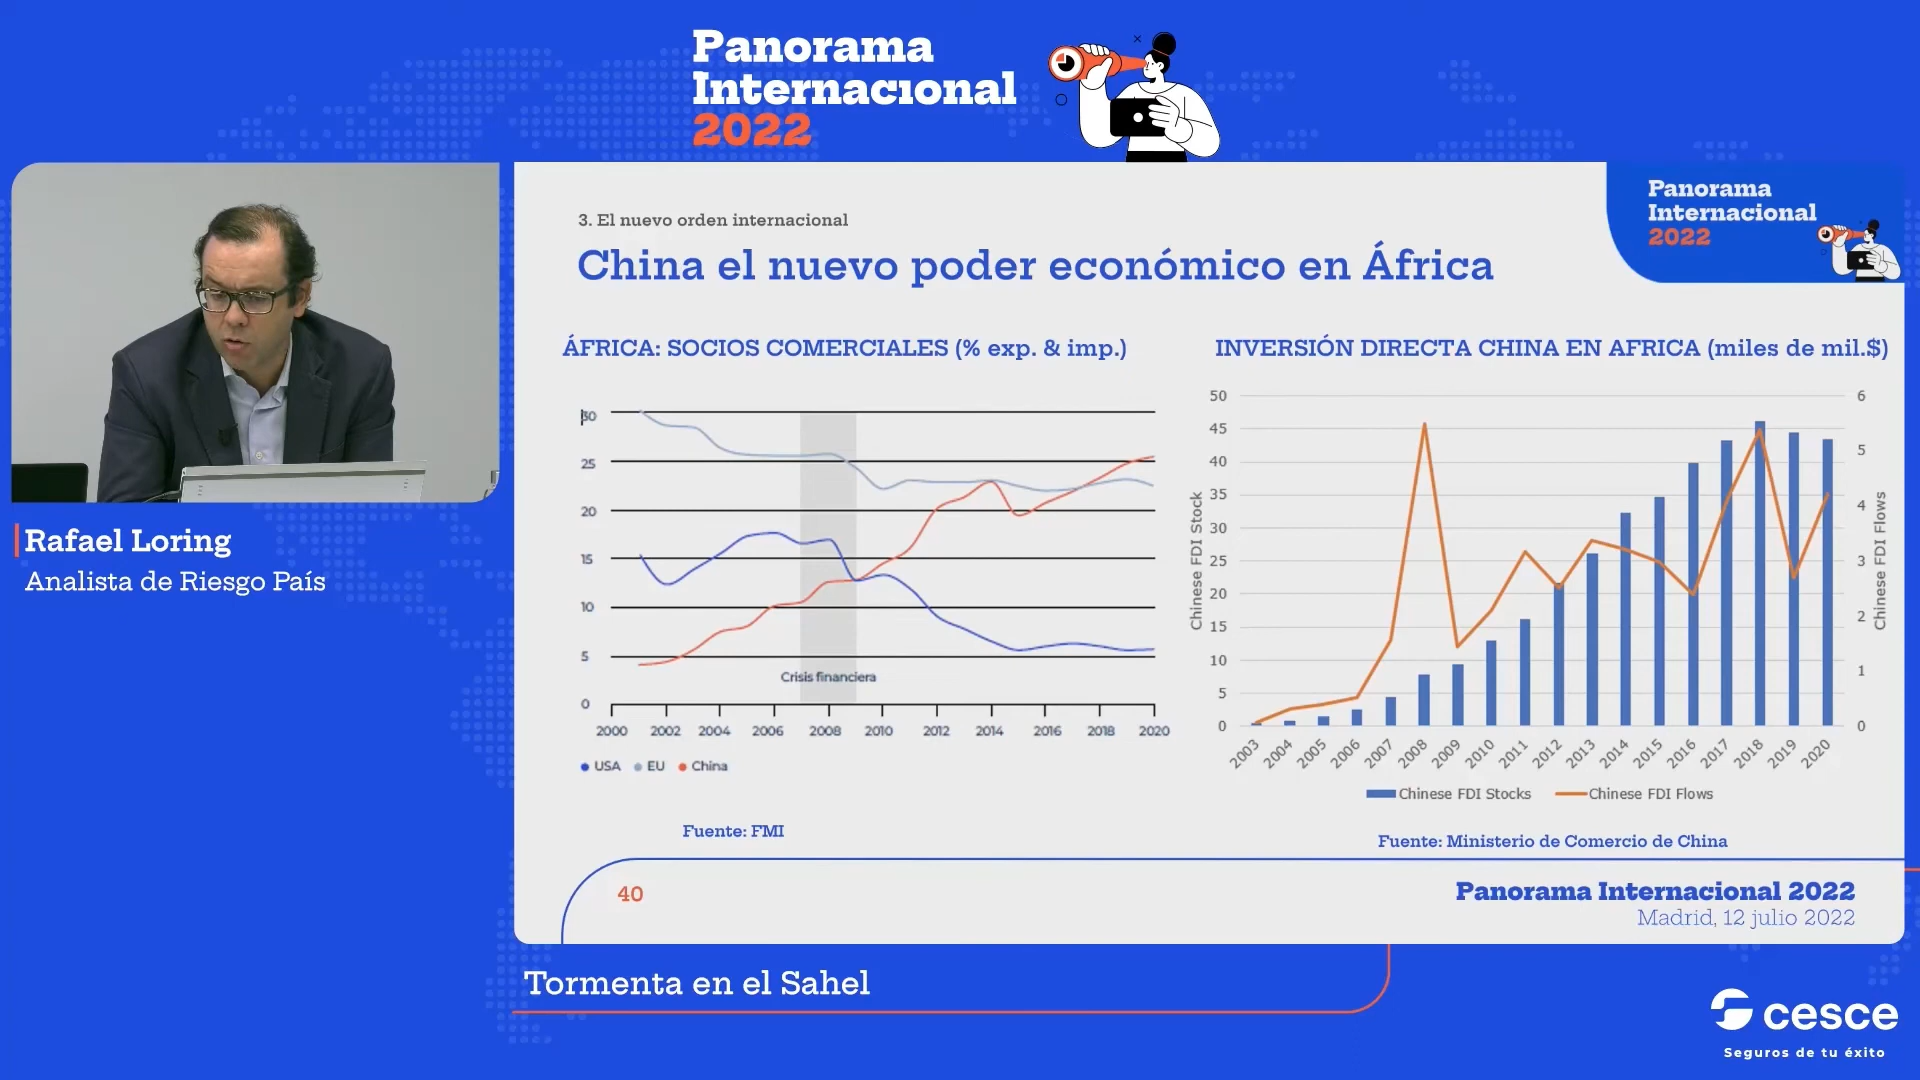 Panorama
Internacıonal
2022
Rafael Loring
Analista de Riesgo País
3. El nuevo orden internacional
China el nuevo poder económico en África
Panorama
Internacional
2022
ÁFRICA: SOCIOS COMERCIALES (% exp. & imp.)
30
25
20
15
10
5
0
Crisis financiera
2000 2002 2004 2006 2008 2010 2012 2014 2016 2018 2020
USA EU China
Fuente: FMI
INVERSIÓN DIRECTA CHINA EN AFRICA (miles de mil.$)
Chinese FDI Stock
50
45
40
35
30
25
20
15
10
5
0
6
5
4
3
2
1
0
Chinese FDI Flows
2003 2004 2005 2006 2007 2008 2009 2010 2011 2012 2013 2014 2015 2016 2017 2018 2019 2020
Chinese FDI Stocks Chinese FDI Flows
Fuente: Ministerio de Comercio de China
40
Panorama Internacional 2022
Madrid, 12 julio 2022
Tormenta en el Sahel
cesce
Seguros de tu éxito